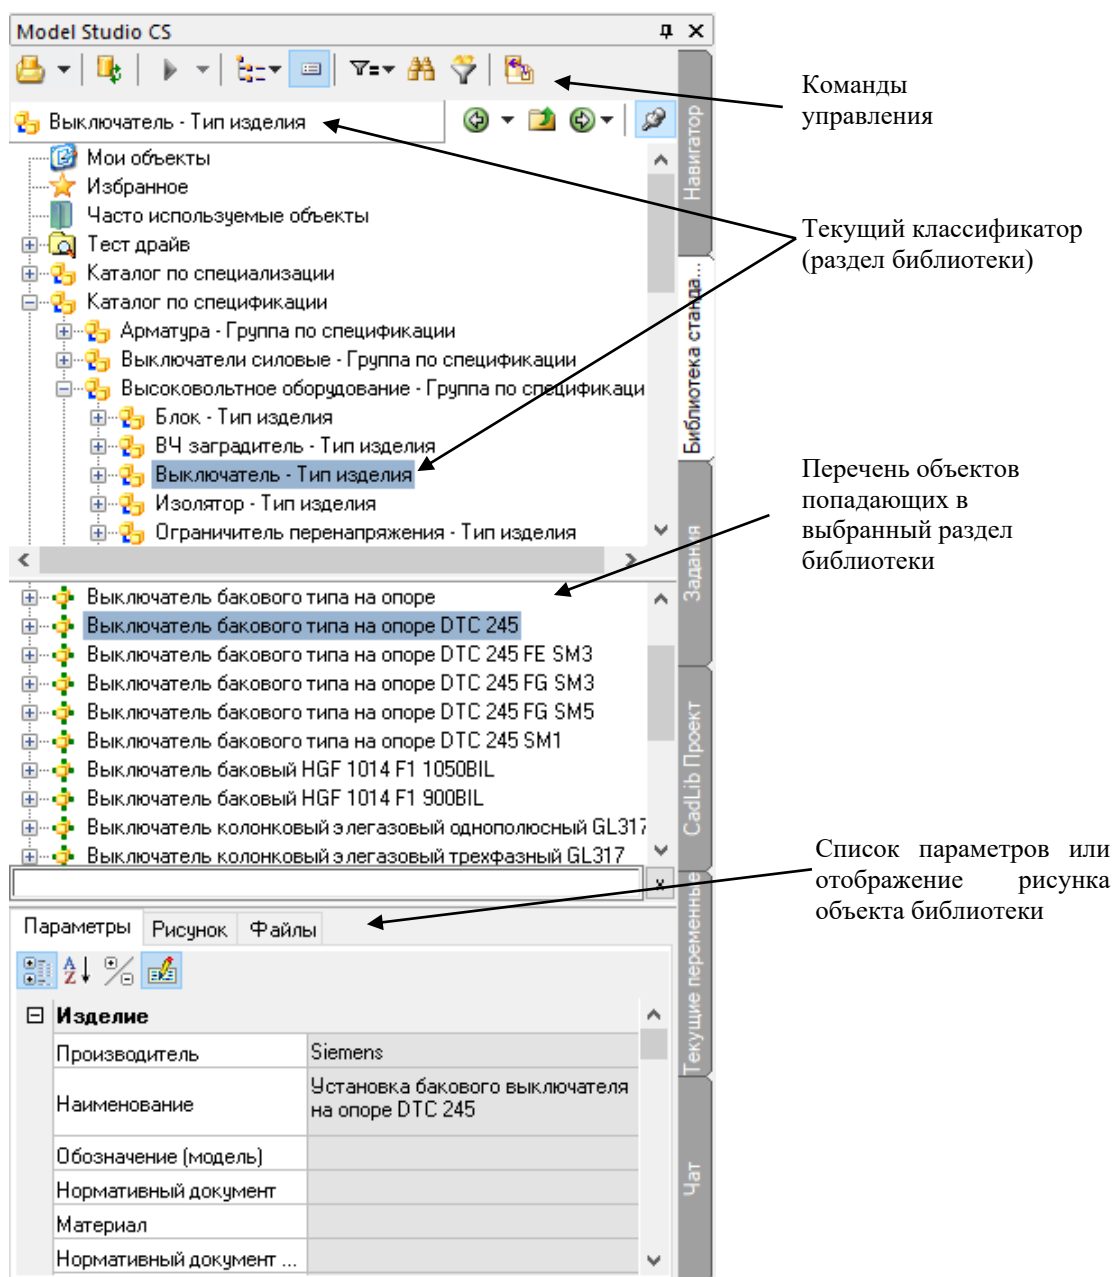 Model Studio CS
Выключатель - Тип изделия
Мои объекты
Избранное
Часто используемые объекты
Тест драйв
Каталог по специализации
Каталог по спецификации
Арматура - Группа по спецификации
Выключатели силовые - Группа по спецификации
Высоковольтное оборудование - Группа по спецификаци
Блок - Тип изделия
ВЧ заградитель - Тип изделия
Выключатель - Тип изделия
Изолятор - Тип изделия
Ограничитель перенапряжения - Тип изделия
Выключатель бакового типа на опоре
Выключатель бакового типа на опоре DTC 245
Выключатель бакового типа на опоре DTC 245 FE SM3
Выключатель бакового типа на опоре DTC 245 FG SM3
Выключатель бакового типа на опоре DTC 245 FG SM5
Выключатель бакового типа на опоре DTC 245 SM1
Выключатель баковый HGF 1014 F1 1050BIL
Выключатель баковый HGF 1014 F1 900BIL
Выключатель колонковый элегазовый однополюсный GL317
Выключатель колонковый элегазовый трехфазный GL317
x
Параметры Рисунок Файлы
Изделие
Производитель Siemens
Наименование Установка бакового выключателя
на опоре DTC 245
Обозначение (модель)
Нормативный документ
Материал
Нормативный документ ...
Навигатор
Библиотека станда...
Задания
CadLib Проект
Текущие переменные
Чат
Команды
управления
Текущий классификатор
(раздел библиотеки)
Перечень объектов
попадающих в
выбранный раздел
библиотеки
Список параметров или
отображение рисунка
объекта библиотеки